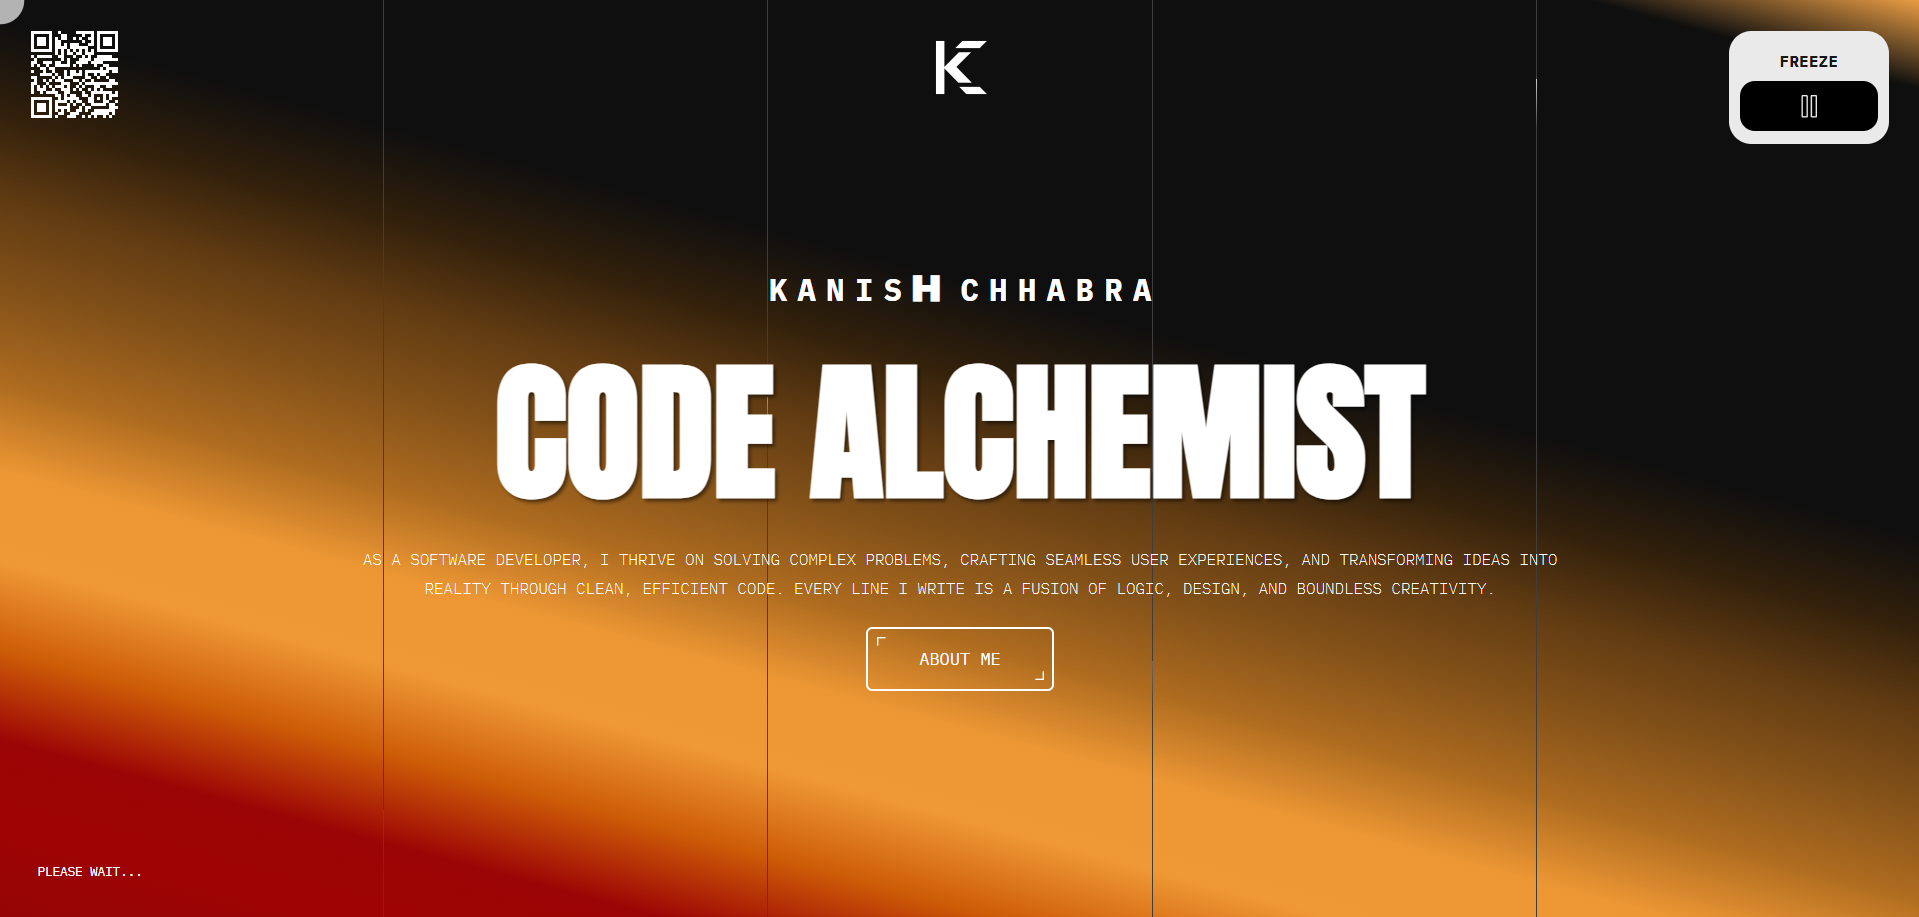 FREEZE
KANISH CHHABRA
CODE ALCHEMIST
AS A SOFTWARE DEVELOPER, I THRIVE ON SOLVING COMPLEX PROBLEMS, CRAFTING SEAMLESS USER EXPERIENCES, AND TRANSFORMING IDEAS INTO
REALITY THROUGH CLEAN, EFFICIENT CODE. EVERY LINE I WRITE IS A FUSION OF LOGIC, DESIGN, AND BOUNDLESS CREATIVITY.
ABOUT ME
PLEASE WAIT...